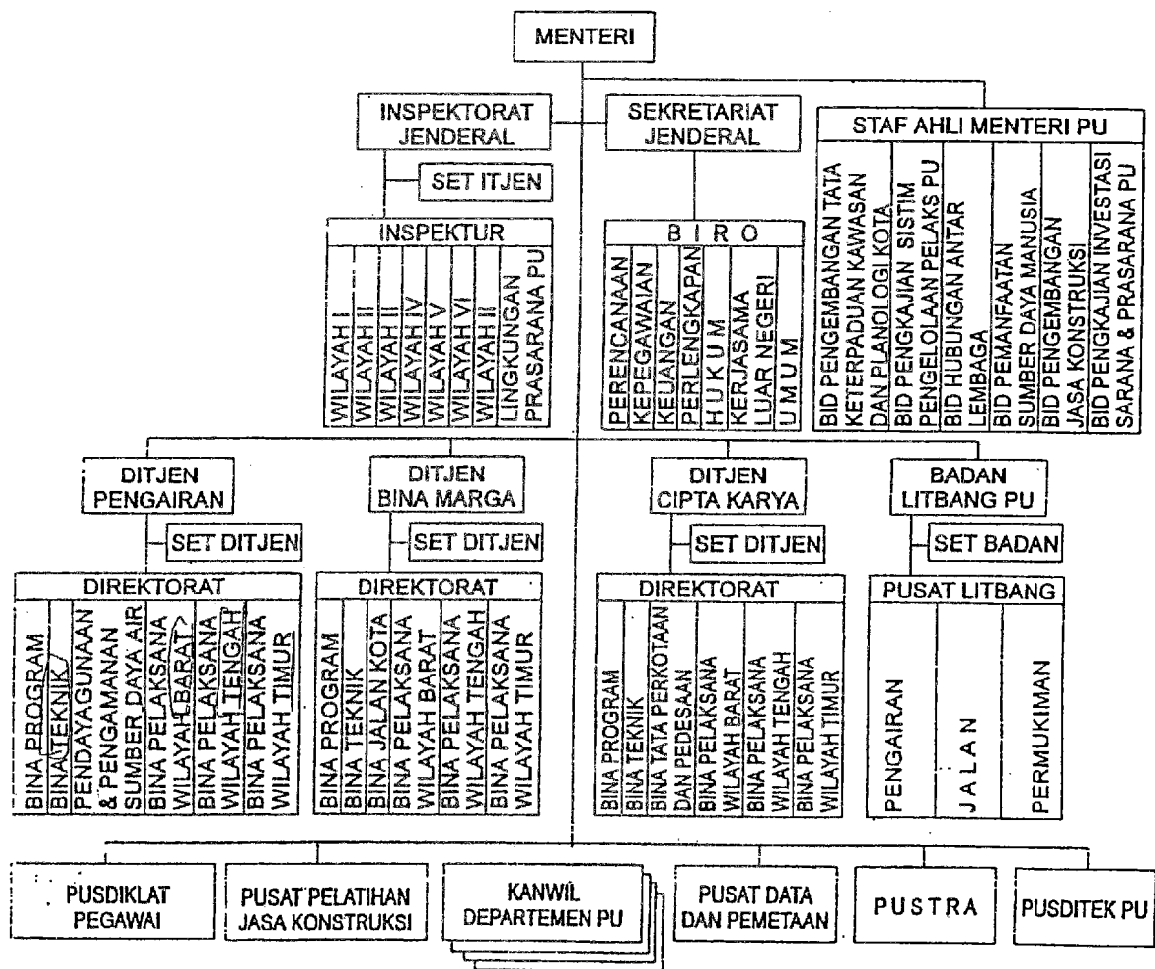 MENTERI
INSPEKTORAT
JENDERAL
SEKRETARIAT
JENDERAL
STAF AHLI MENTERI PU
SET ITJEN
INSPEKTUR
WILAYAH I
WILAYAH II
WILAYAH II
WILAYAH IV
WILAYAH V
WILAYAH VI
WILAYAH II
LINGKUNGAN
PRASARANA PU
B I R O
PERENCANAAN
KEPEGAWAIAN
KEUANGAN
PERLENGKAPAN
H U K U M
KERJASAMA
LUAR NEGERI
U M U M
BID PENGEMBANGAN TATA
KETERPADUAN KAWASAN
DAN PLANOLOGI KOTA
BID PENGKAJIAN SISTIM
PENGELOLAAN PELAKS PU
BID HUBUNGAN ANTAR
LEMBAGA
BID PEMANFAATAN
SUMBER DAYA MANUSIA
BID PENGEMBANGAN
JASA KONSTRUKSI
BID PENGKAJIAN INVESTASI
SARANA & PRASARANA PU
DITJEN
PENGAIRAN
DITJEN
BINA MARGA
DITJEN
CIPTA KARYA
BADAN
LITBANG PU
SET DITJEN
SET DITJEN
SET DITJEN
SET BADAN
DIREKTORAT
BINA PROGRAM
BINA TEKNIK
PENDAYAGUNAAN
& PENGAMANAN
SUMBER DAYA AIR
BINA PELAKSANA
WILAYAH BARAT
BINA PELAKSANA
WILAYAH TENGAH
BINA PELAKSANA
WILAYAH TIMUR
DIREKTORAT
BINA PROGRAM
BINA TEKNIK
BINA JALAN KOTA
BINA PELAKSANA
WILAYAH BARAT
BINA PELAKSANA
WILAYAH TENGAH
BINA PELAKSANA
WILAYAH TIMUR
DIREKTORAT
BINA PROGRAM
BINA TEKNIK
BINA TATA PERKOTAAN
DAN PEDESAAN
BINA PELAKSANA
WILAYAH BARAT
BINA PELAKSANA
WILAYAH TENGAH
BINA PELAKSANA
WILAYAH TIMUR
PUSAT LITBANG
PENGAIRAN
J A L A N
PERMUKIMAN
PUSDIKLAT
PEGAWAI
PUSAT PELATIHAN
JASA KONSTRUKSI
KANWIL
DEPARTEMEN PU
PUSAT DATA
DAN PEMETAAN
P U S T R A
PUSDITEK PU